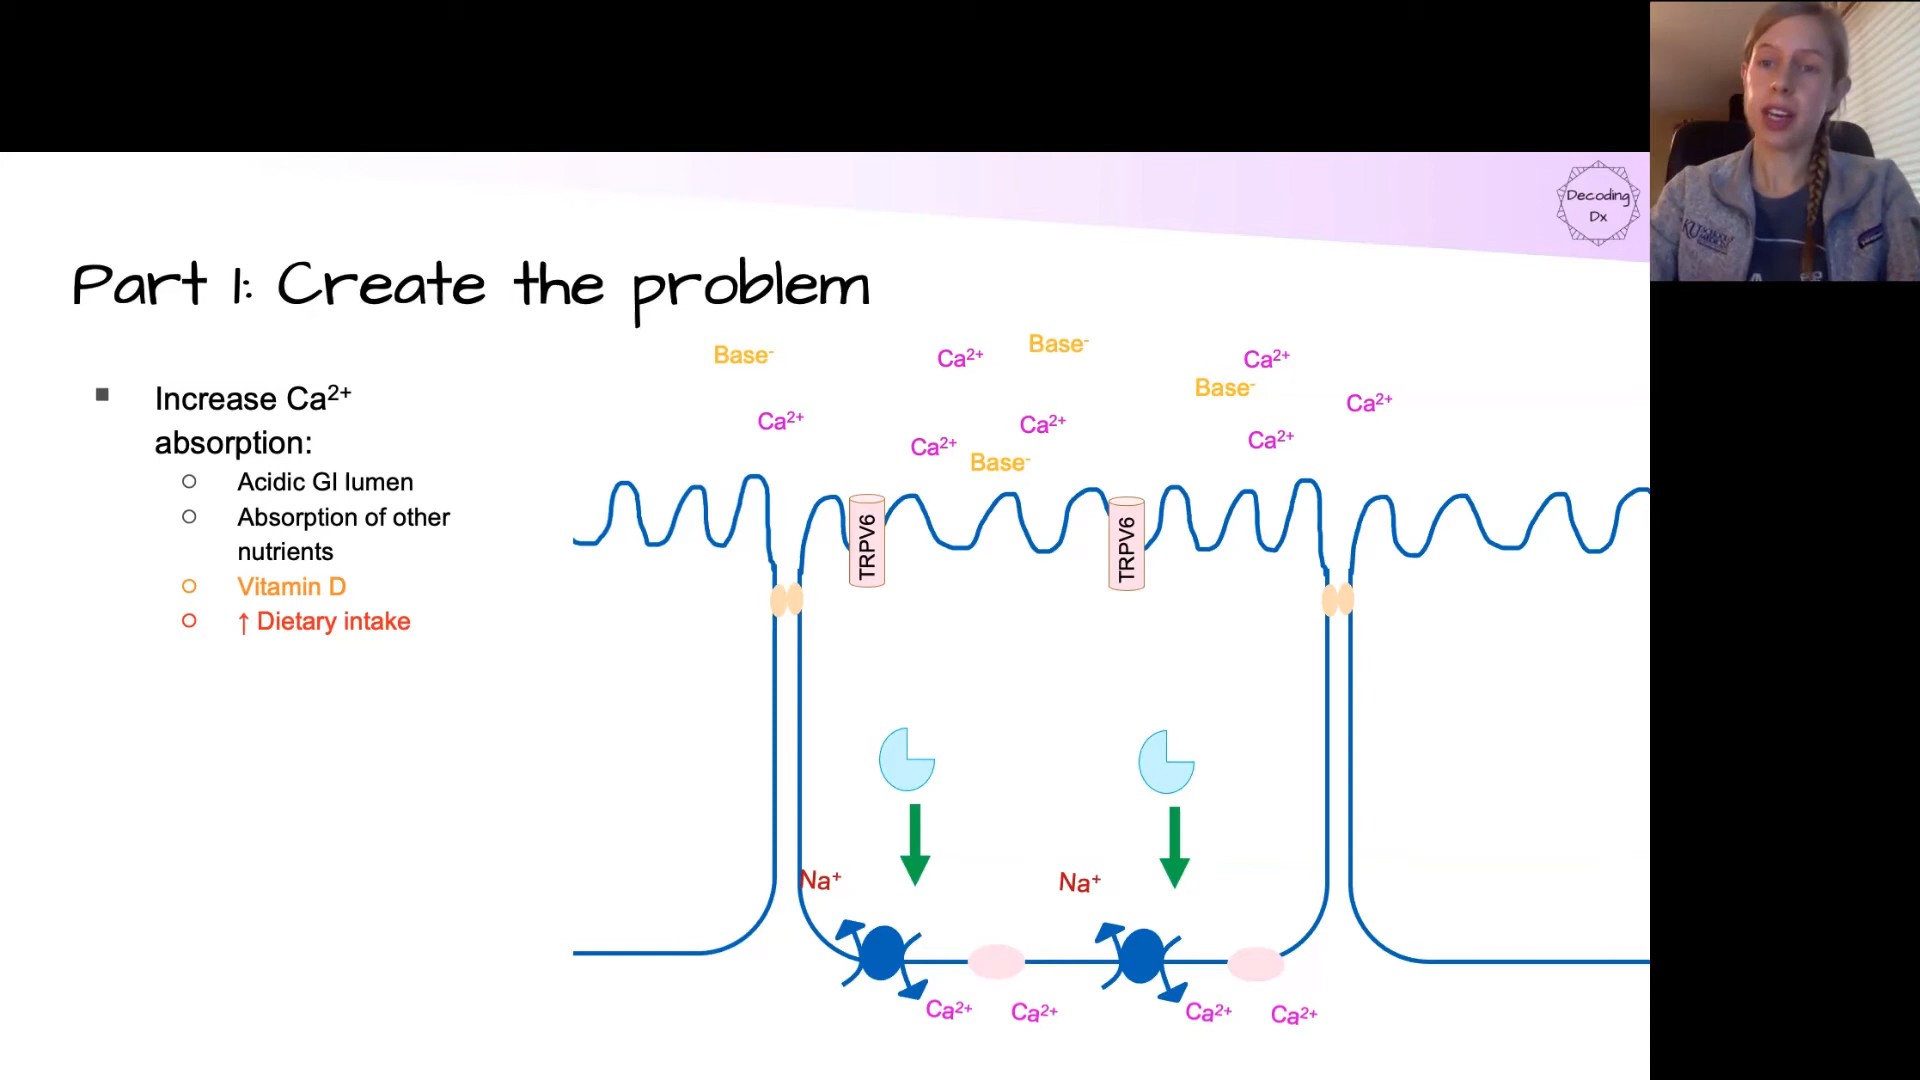 Decoding
Dx
Part 1: Create the problem
Base⁻
Ca²⁺
Base⁻
Ca²⁺
Base⁻
Ca²⁺
Ca²⁺
Ca²⁺
Ca²⁺
Ca²⁺
Base⁻
Increase Ca²⁺
absorption:
Acidic GI lumen
Absorption of other
nutrients
Vitamin D
↑ Dietary intake
TRPV6
TRPV6
Na⁺
Na⁺
Ca²⁺
Ca²⁺
Ca²⁺
Ca²⁺
KU